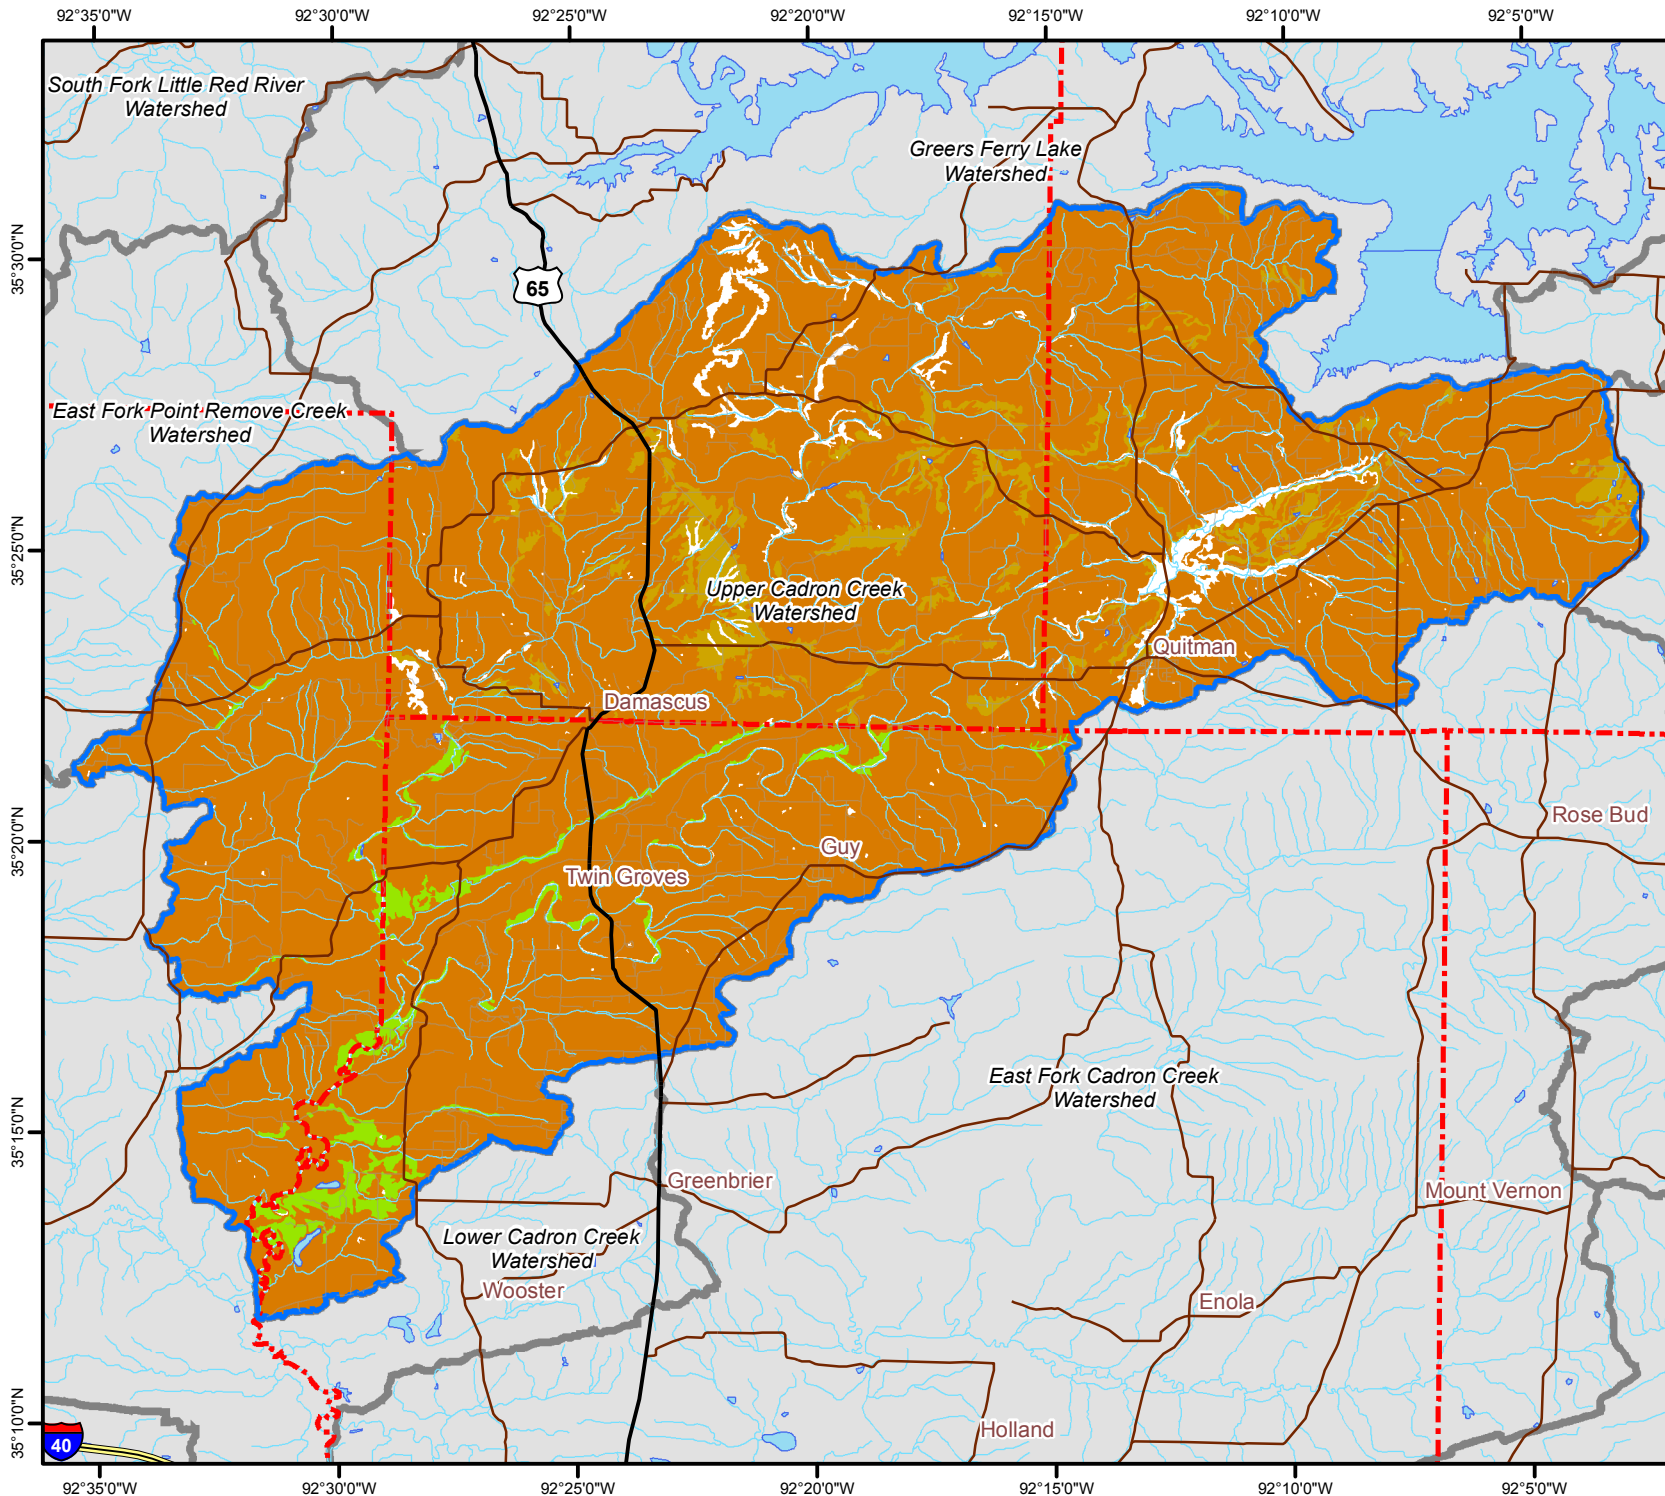 92°35'0"W 92°30'0"W 92°25'0"W 92°20'0"W 92°15'0"W 92°10'0"W 92°5'0"W
South Fork Little Red River
Watershed
Greers Ferry Lake
Watershed
35°30'0"N
65
East Fork Point Remove Creek
Watershed
35°25'0"N
Upper Cadron Creek
Watershed
Quitman
Damascus
Rose Bud
35°20'0"N
Guy
Twin Groves
East Fork Cadron Creek
Watershed
35°15'0"N
Greenbrier
Mount Vernon
Lower Cadron Creek
Watershed
Wooster
Enola
35°10'0"N
Holland
40
92°35'0"W 92°30'0"W 92°25'0"W 92°20'0"W 92°15'0"W 92°10'0"W 92°5'0"W